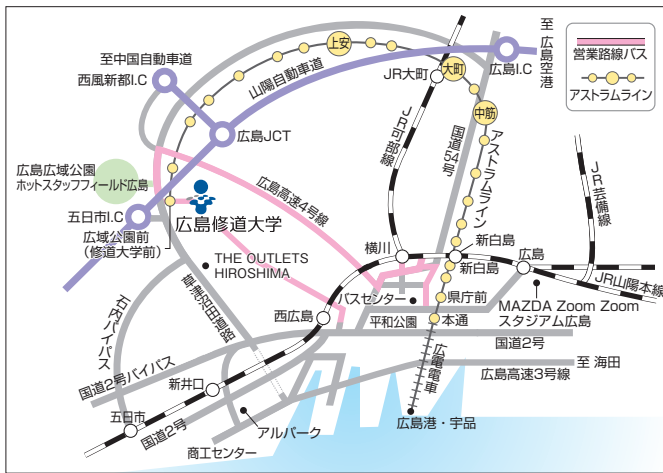 至中国自動車道
西風新都I.C
山陽自動車道
上安
JR大町
大町
中筋
広島I.C
至 広島空港
営業路線バス
アストラムライン
広島JCT
JR可部線
国道54号
アストラムライン
JR芸備線
広島広域公園
ホットスタッフフィールド広島
広島高速4号線
五日市I.C
広島修道大学
広域公園前
(修道大学前)
THE OUTLETS
HIROSHIMA
横川
新白島
新白島
広島
JR山陽本線
バスセンター
県庁前
MAZDA Zoom Zoom
スタジアム広島
石内バイパス
草津沼田道路
西広島
平和公園
本通
国道2号
国道2号バイパス
新井口
広電電車
至 海田
広島高速3号線
五日市
国道2号
アルパーク
商工センター
広島港・宇品